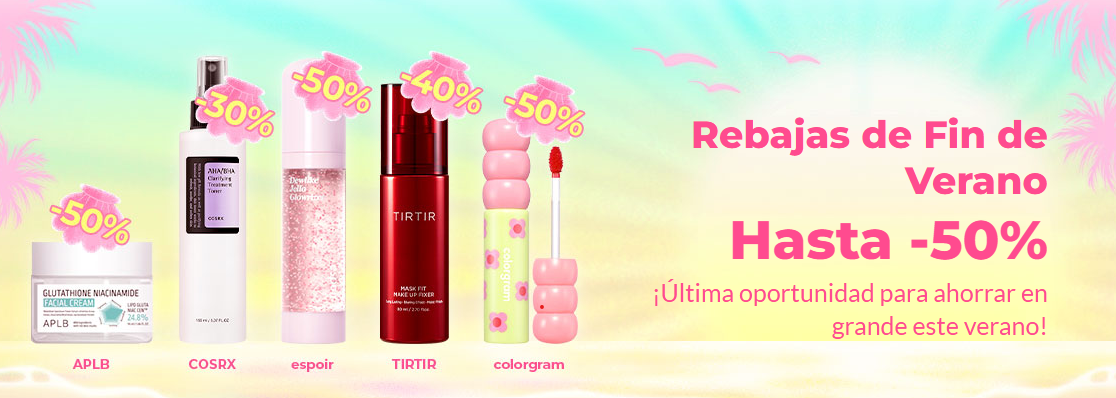 Rebajas de Fin de
Verano
Hasta -50%
¡Última oportunidad para ahorrar en
grande este verano!
-50%
-30%
-50%
-40%
-50%
GLUTATHIONE NIACINAMIDE
FACIAL CREAM
APLB
24.8%
AHA/BHA
Clarifying
Treatment
Toner
COSRX
TIRTIR
MASK FIT
MAKE UP FIXER
colorgram
APLB
COSRX
espoir
TIRTIR
colorgram